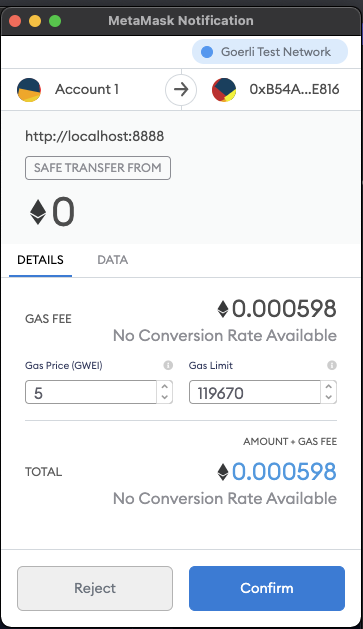 MetaMask Notification
Goerli Test Network
Account 1
0xB54A...E816
http://localhost:8888
SAFE TRANSFER FROM
0
DETAILS
DATA
GAS FEE
0.000598
No Conversion Rate Available
Gas Price (GWEI)
Gas Limit
5
119670
AMOUNT + GAS FEE
TOTAL
0.000598
No Conversion Rate Available
Reject
Confirm